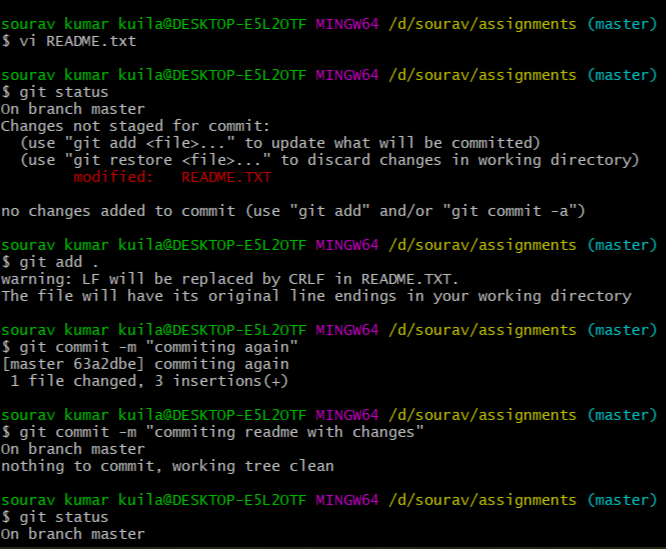 sourav kumar kuila@DESKTOP-E5L2OTF MINGW64 /d/sourav/assignments (master)
$ vi README.txt
sourav kumar kuila@DESKTOP-E5L2OTF MINGW64 /d/sourav/assignments (master)
$ git status
On branch master
Changes not staged for commit:
  (use "git add <file>..." to update what will be committed)
  (use "git restore <file>..." to discard changes in working directory)
        modified:   README.TXT
no changes added to commit (use "git add" and/or "git commit -a")
sourav kumar kuila@DESKTOP-E5L2OTF MINGW64 /d/sourav/assignments (master)
$ git add .
warning: LF will be replaced by CRLF in README.TXT.
The file will have its original line endings in your working directory
sourav kumar kuila@DESKTOP-E5L2OTF MINGW64 /d/sourav/assignments (master)
$ git commit -m "commiting again"
[master 63a2dbe] commiting again
 1 file changed, 3 insertions(+)
sourav kumar kuila@DESKTOP-E5L2OTF MINGW64 /d/sourav/assignments (master)
$ git commit -m "commiting readme with changes"
On branch master
nothing to commit, working tree clean
sourav kumar kuila@DESKTOP-E5L2OTF MINGW64 /d/sourav/assignments (master)
$ git status
On branch master